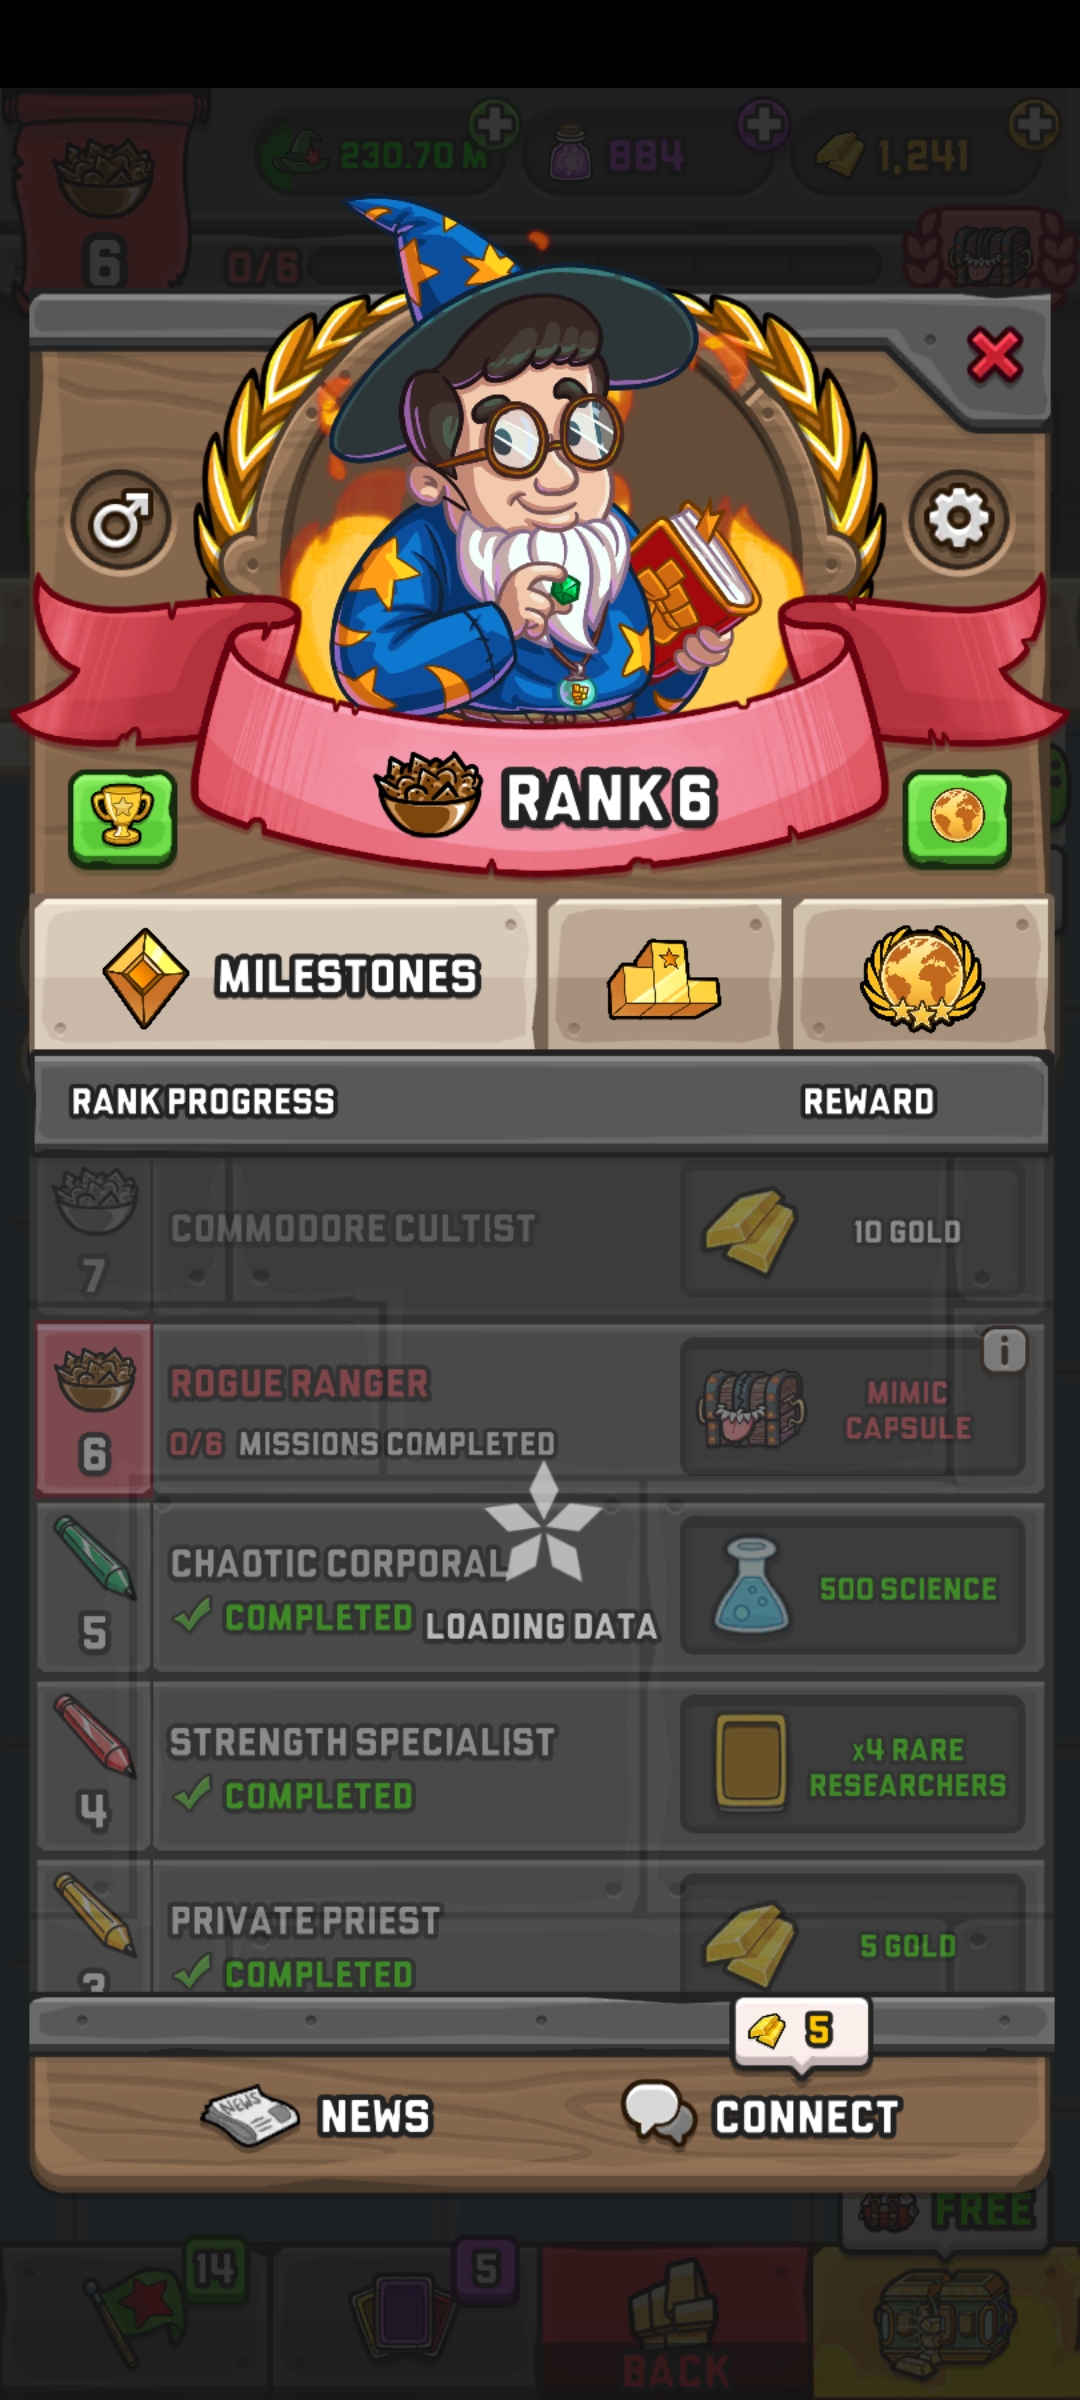 230.70 M
884
1,241
6
0/6
RANK 6
MILESTONES
RANK PROGRESS
REWARD
7
COMMODORE CULTIST
10 GOLD
6
ROGUE RANGER
0/6 MISSIONS COMPLETED
MIMIC
CAPSULE
i
5
CHAOTIC CORPORAL
COMPLETED
500 SCIENCE
LOADING DATA
4
STRENGTH SPECIALIST
COMPLETED
x4 RARE
RESEARCHERS
3
PRIVATE PRIEST
COMPLETED
5 GOLD
5
NEWS
NEWS
CONNECT
FREE
14
5
BACK